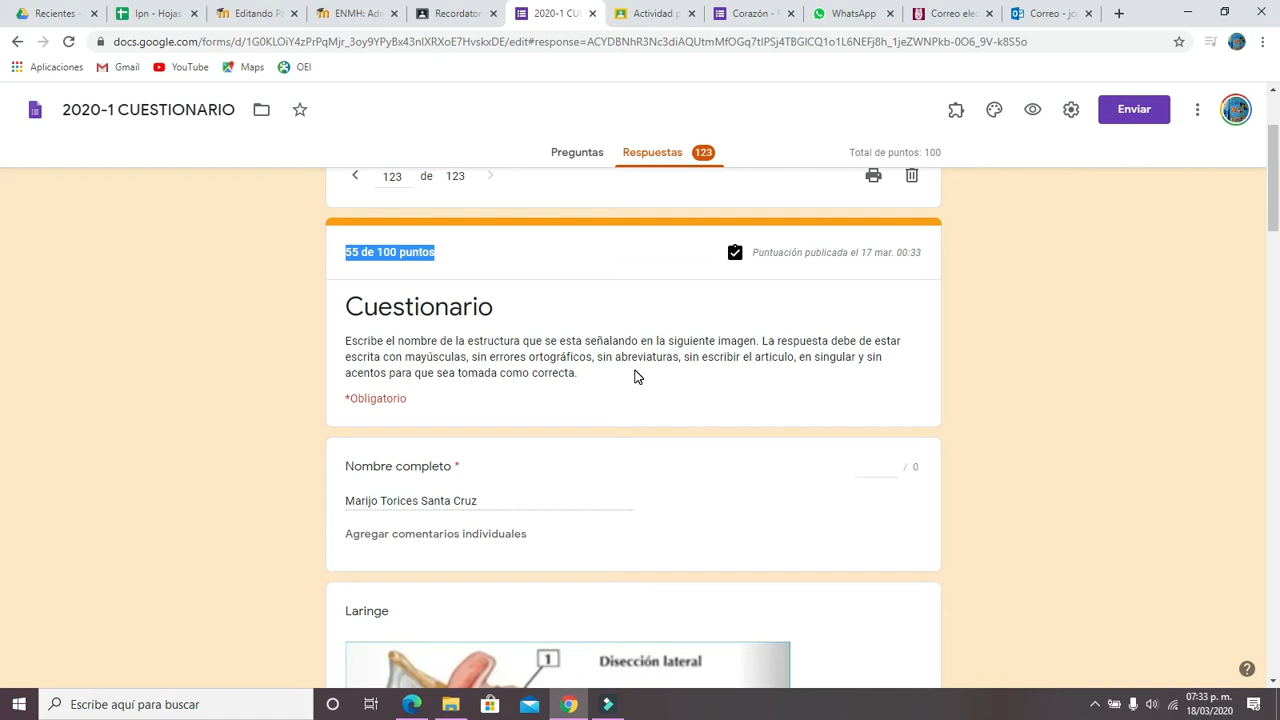 Recientes -
Ipn - Hojas
Editando P
ENMH: Ade
Recordator
2020-1 CU
Actividad p
Corazón - F
WhatsApp
Correo elec
Correo - jc
docs.google.com/forms/d/1G0KLOiY4zPrPqMjr_3oy9YPyBx43nIXRXoE7HvskxDE/edit#response=ACYDBNhR3Nc3diAQUtmMfOGq7tIPSj4TBGlCQ1o1L6NEFj8h_1jeZWNPkb-0O6_9V-k8S5o
Aplicaciones
Gmail
YouTube
Maps
OEI
2020-1 CUESTIONARIO
Enviar
Preguntas
Respuestas 123
Total de puntos: 100
123 de 123
55 de 100 puntos
Puntuación publicada el 17 mar. 00:33
Cuestionario
Escribe el nombre de la estructura que se esta señalando en la siguiente imagen. La respuesta debe de estar
escrita con mayúsculas, sin errores ortográficos, sin abreviaturas, sin escribir el articulo, en singular y sin
acentos para que sea tomada como correcta.
*Obligatorio
Nombre completo *
/ 0
Marijo Torices Santa Cruz
Agregar comentarios individuales
Laringe
1
Disección lateral
Escribe aquí para buscar
07:33 p. m.
18/03/2020